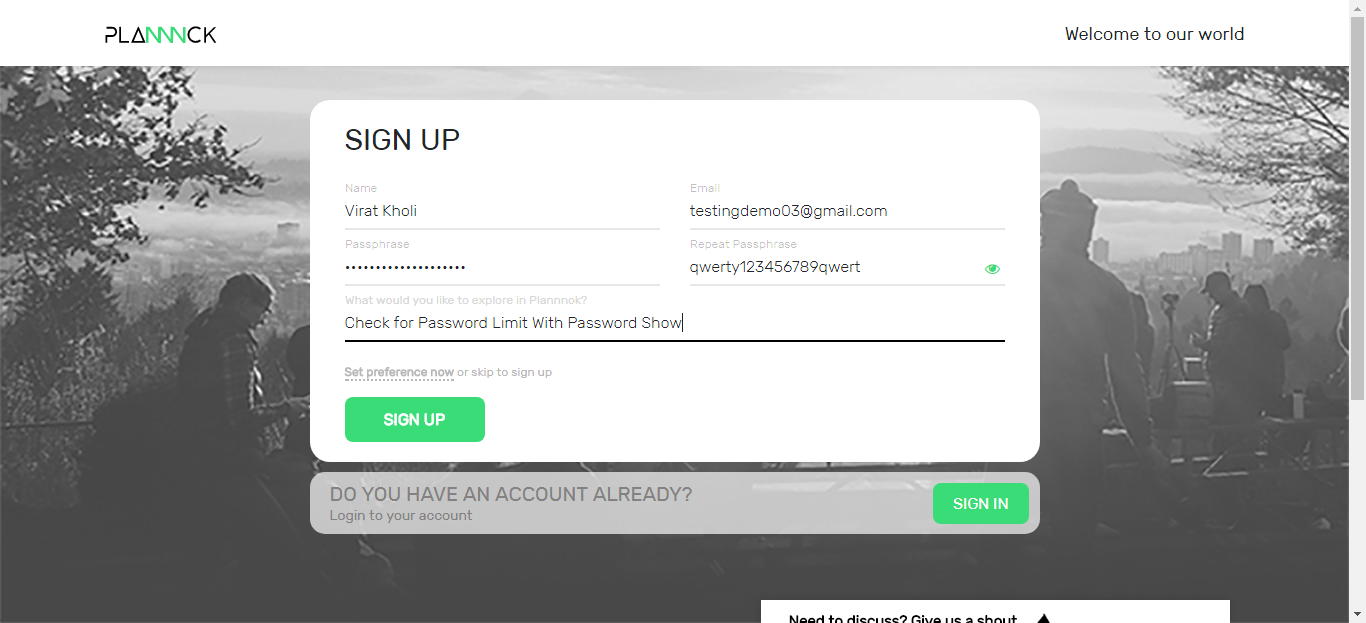 PLANNNCK
Welcome to our world
SIGN UP
Name
Email
Virat Kholi
testingdemo03@gmail.com
Passphrase
Repeat Passphrase
••••••••••••••••••••
qwerty123456789qwert
What would you like to explore in Plannnok?
Check for Password Limit With Password Show
Set preference now or skip to sign up
SIGN UP
DO YOU HAVE AN ACCOUNT ALREADY?
Login to your account
SIGN IN
Need to discuss? Give us a shout